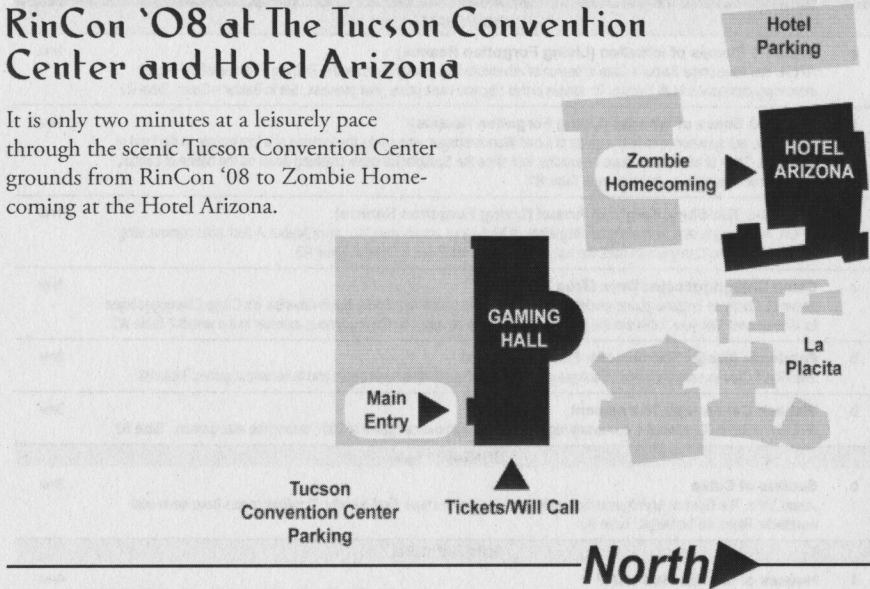 RinCon ‘08 at The Tucson Convention
Center and Hotel Arizona
It is only two minutes at a leisurely pace
through the scenic Tucson Convention Center
grounds from RinCon ‘08 to Zombie Home-
coming at the Hotel Arizona.
Hotel
Parking
HOTEL
ARIZONA
Zombie
Homecoming
GAMING
HALL
La
Placita
Main
Entry
Tucson
Convention Center
Parking
Tickets/Will Call
North